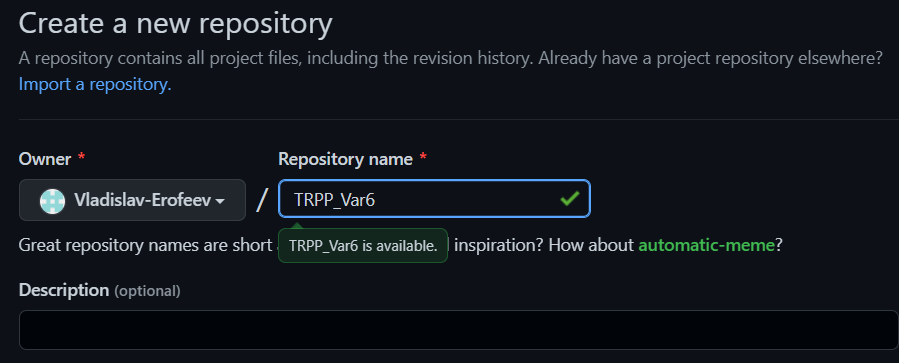 Create a new repository
A repository contains all project files, including the revision history. Already have a project repository elsewhere?
Import a repository.
Owner * Repository name *
Vladislav-Erofeev / TRPP_Var6
Great repository names are short inspiration? How about automatic-meme?
TRPP_Var6 is available.
Description (optional)